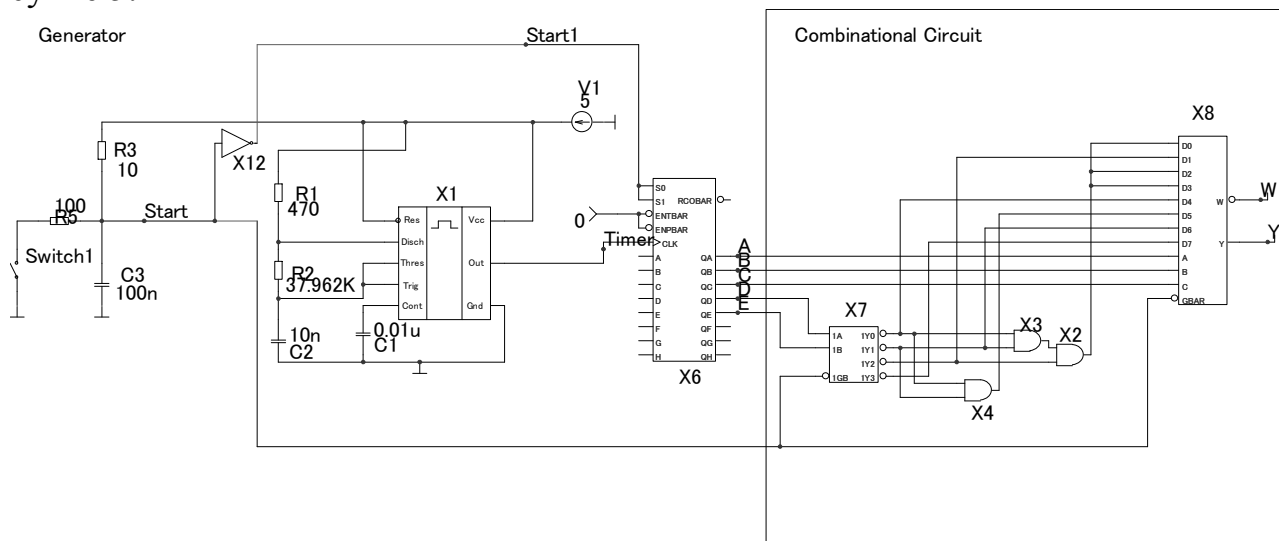 Generator
Start1
Combinational Circuit
V1
5
X8
R3
10
X12
R1
470
X1
100
R5
Start
Switch1
C3
100n
R2
37.962K
10n
C2
0.01u
C1
Res
Disch
Thres
Trig
Cont
Vcc
Out
Gnd
0
Timer
S0
S1
ENTBAR
ENPBAR
CLK
A
B
C
D
E
F
G
H
RCOBAR
QA
QB
QC
QD
QE
QF
QG
QH
X6
A
B
C
D
E
X7
1A
1B
1GB
1Y0
1Y1
1Y2
1Y3
X3
X2
X4
D0
D1
D2
D3
D4
D5
D6
D7
A
B
C
GBAR
W
Y
W
Y